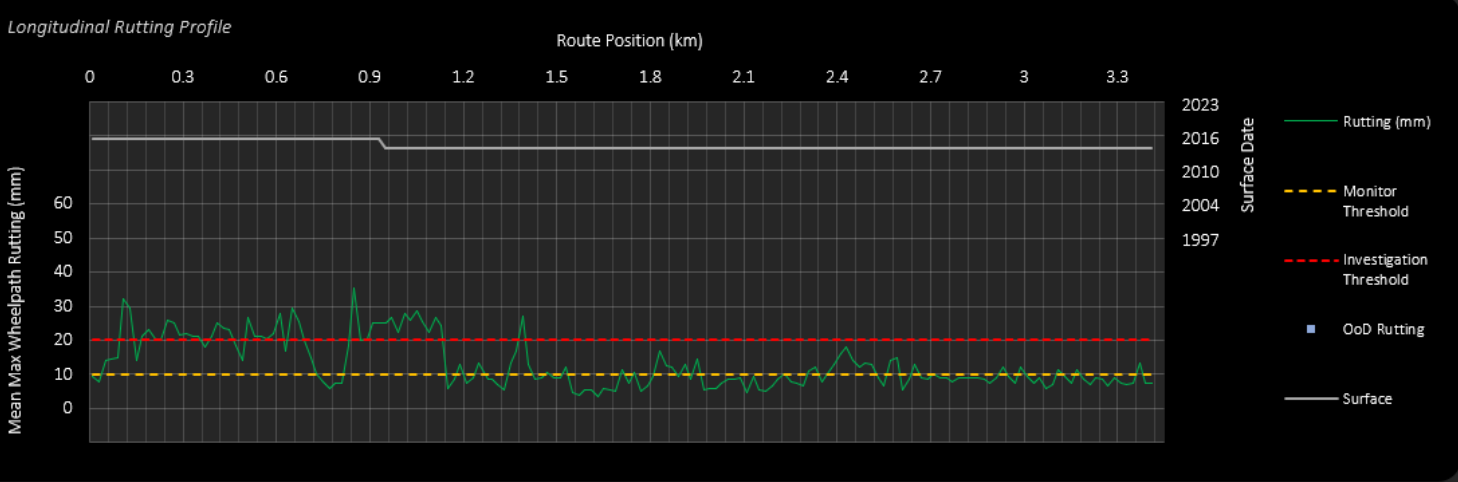 Longitudinal Rutting Profile
Route Position (km)
0 0.3 0.6 0.9 1.2 1.5 1.8 2.1 2.4 2.7 3 3.3
Mean Max Wheelpath Rutting (mm)
60
50
40
30
20
10
0
2023
2016
2010
2004
1997
Surface Date
Rutting (mm)
Monitor
Threshold
Investigation
Threshold
OoD Rutting
Surface